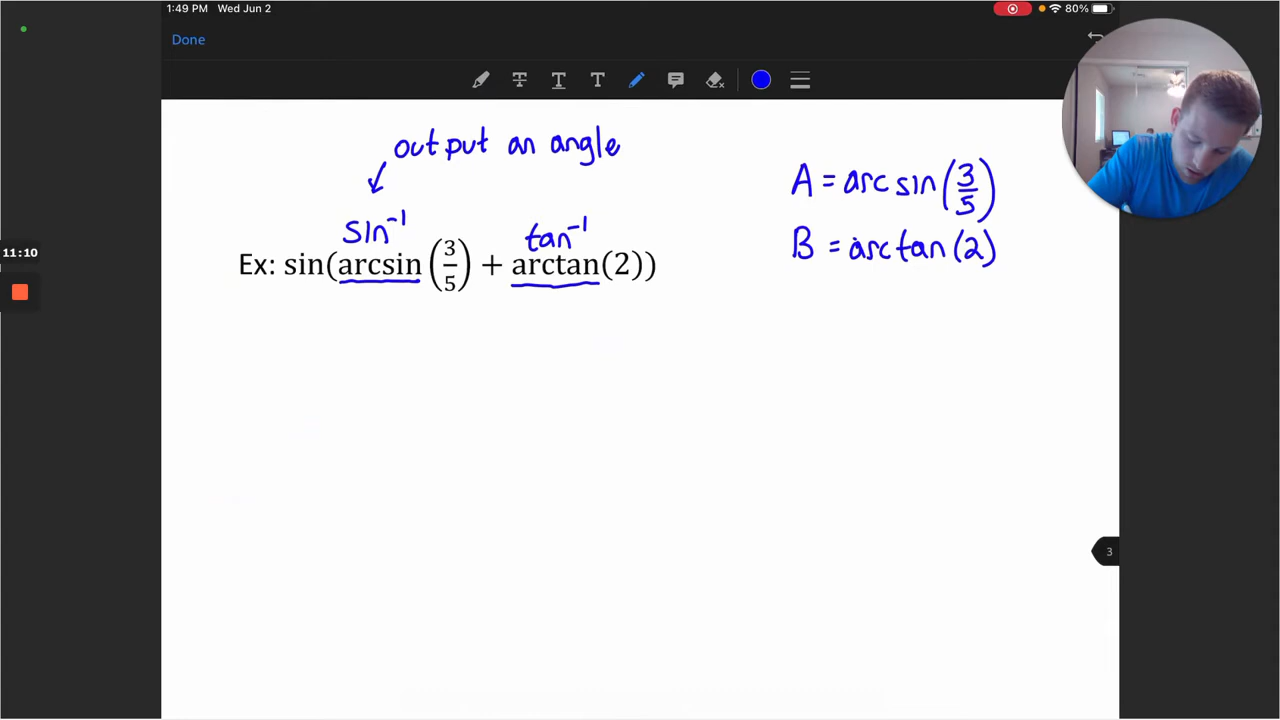 1:49 PM Wed Jun 2
80%
Done
T T T
output an angle
A = arcsin(3/5)
sin⁻¹ tan⁻¹
B = arctan(2)
11:10
Ex: sin(arcsin(3/5) + arctan(2))
3